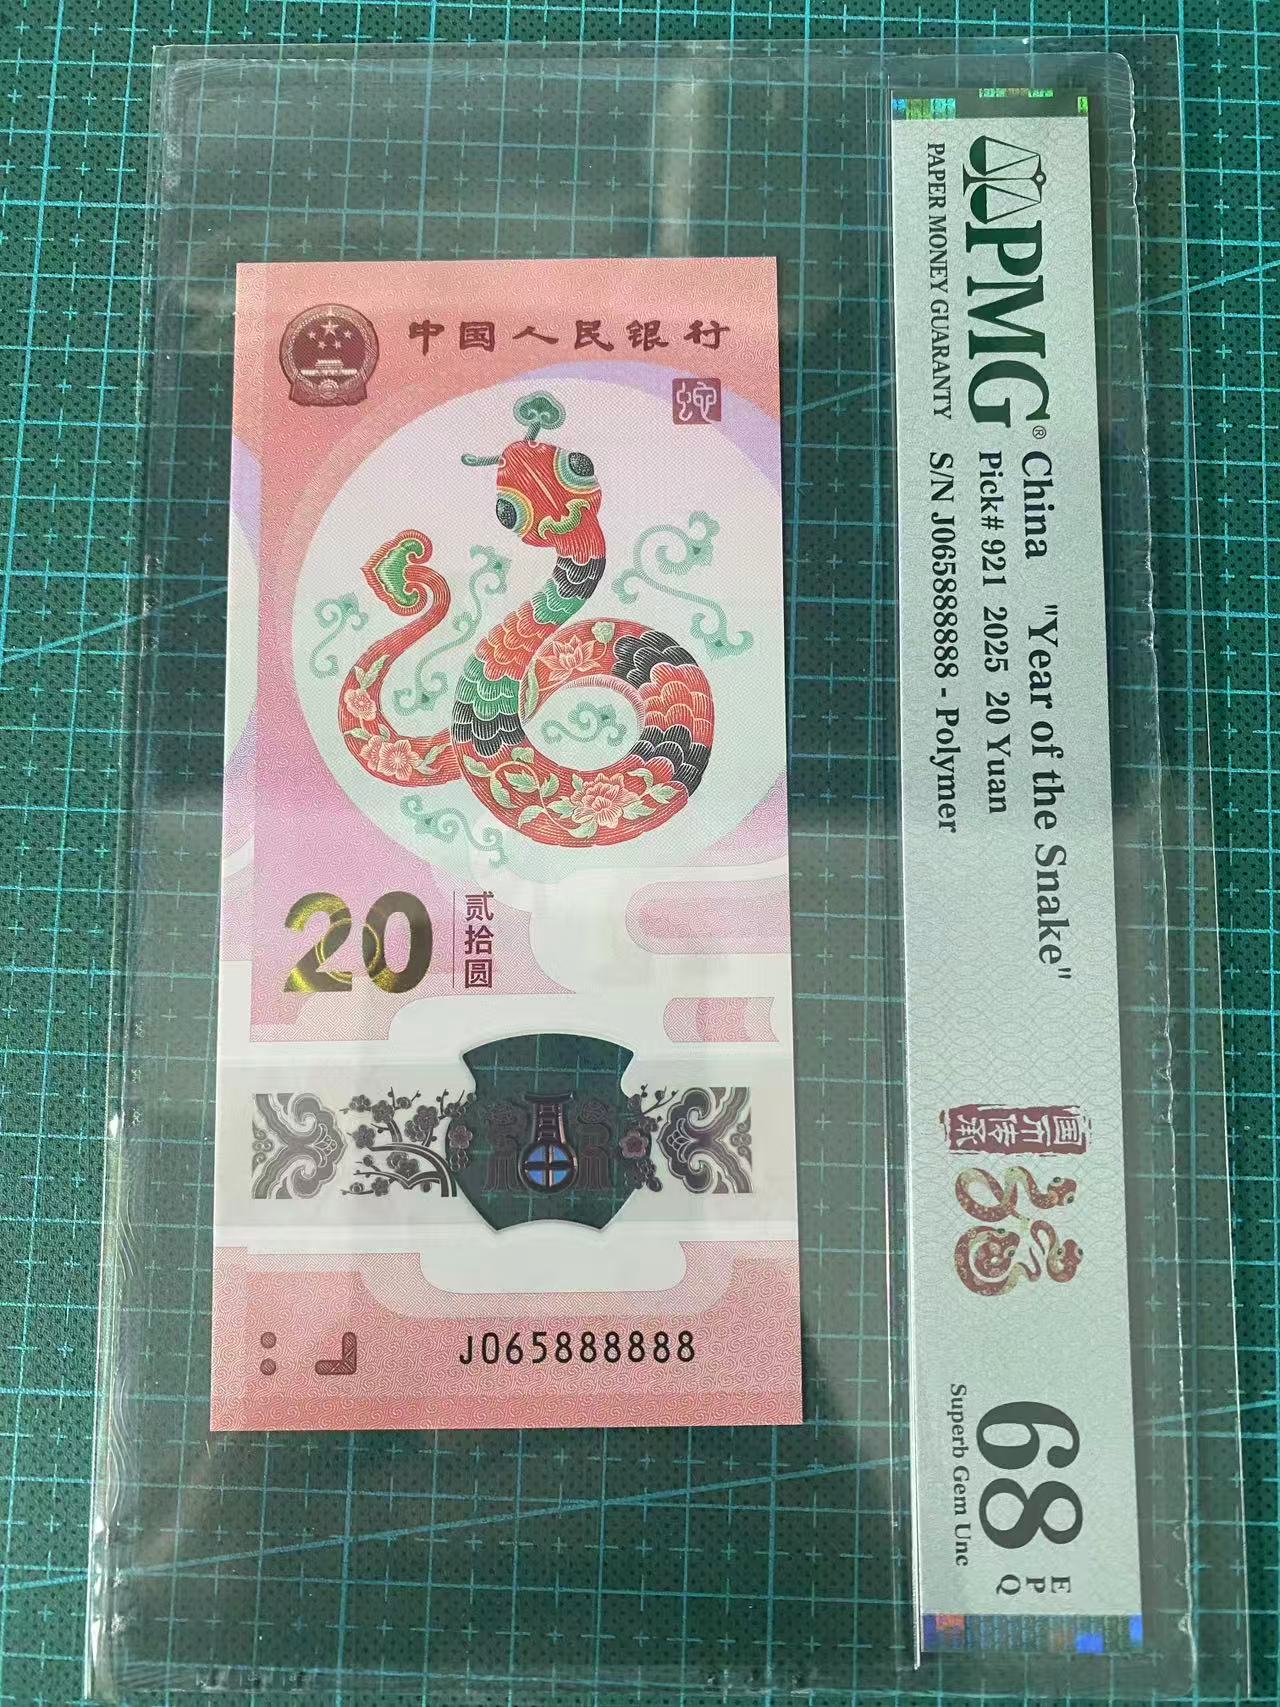 中国人民银行
蛇
20
贰拾圆
J065888888
PMG®
PAPER MONEY GUARANTY
China "Year of the Snake"
Pick# 921 2025 20 Yuan
S/N J065888888 - Polymer
国币传承
68
EPQ
Superb Gem Unc